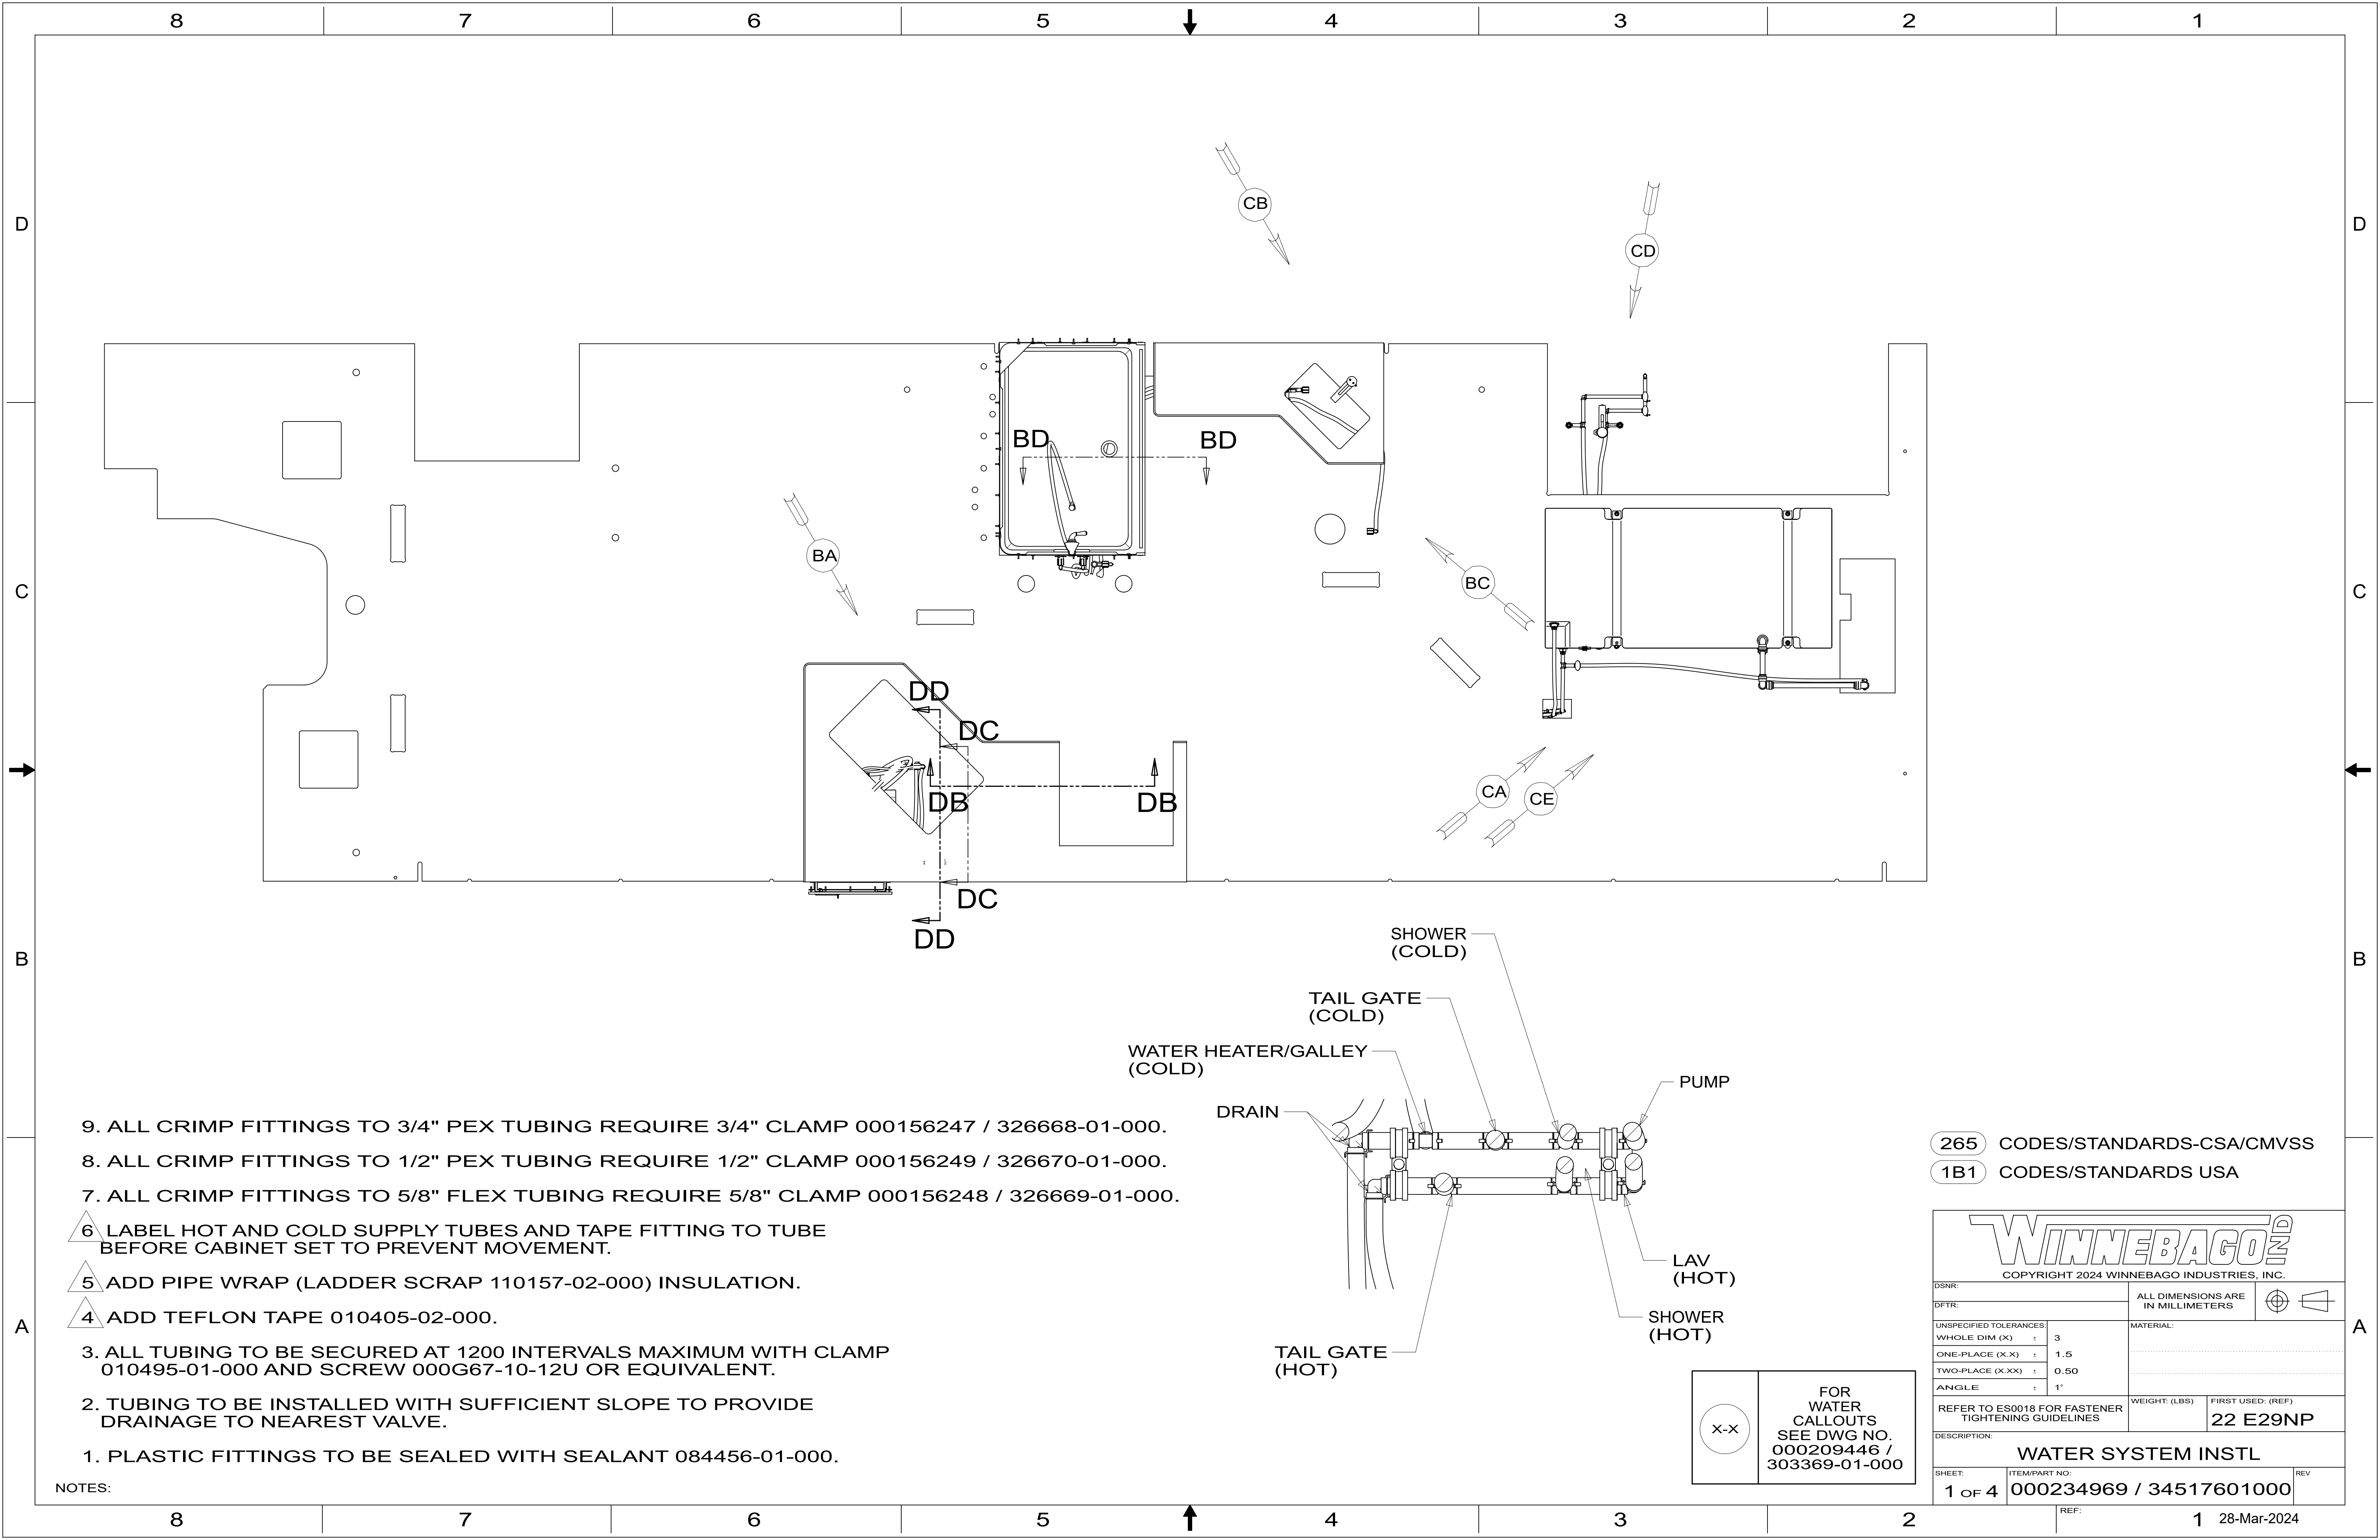 8 7 6 5 4 3 2 1
D
D
C
C
B
B
A
A
CB
CD
BD
BD
BA
BC
DD
DC
DB
DB
CA
CE
DC
DD
SHOWER
(COLD)
TAIL GATE
(COLD)
WATER HEATER/GALLEY
(COLD)
DRAIN
PUMP
LAV
(HOT)
SHOWER
(HOT)
TAIL GATE
(HOT)
9. ALL CRIMP FITTINGS TO 3/4" PEX TUBING REQUIRE 3/4" CLAMP 000156247 / 326668-01-000.
8. ALL CRIMP FITTINGS TO 1/2" PEX TUBING REQUIRE 1/2" CLAMP 000156249 / 326670-01-000.
7. ALL CRIMP FITTINGS TO 5/8" FLEX TUBING REQUIRE 5/8" CLAMP 000156248 / 326669-01-000.
6 LABEL HOT AND COLD SUPPLY TUBES AND TAPE FITTING TO TUBE
BEFORE CABINET SET TO PREVENT MOVEMENT.
5 ADD PIPE WRAP (LADDER SCRAP 110157-02-000) INSULATION.
4 ADD TEFLON TAPE 010405-02-000.
3. ALL TUBING TO BE SECURED AT 1200 INTERVALS MAXIMUM WITH CLAMP
010495-01-000 AND SCREW 000G67-10-12U OR EQUIVALENT.
2. TUBING TO BE INSTALLED WITH SUFFICIENT SLOPE TO PROVIDE
DRAINAGE TO NEAREST VALVE.
1. PLASTIC FITTINGS TO BE SEALED WITH SEALANT 084456-01-000.
NOTES:
X-X
FOR
WATER
CALLOUTS
SEE DWG NO.
000209446 /
303369-01-000
265 CODES/STANDARDS-CSA/CMVSS
1B1 CODES/STANDARDS USA
WINNEBAGO IND
COPYRIGHT 2024 WINNEBAGO INDUSTRIES, INC.
DSNR:
DFTR:
ALL DIMENSIONS ARE
IN MILLIMETERS
UNSPECIFIED TOLERANCES:
WHOLE DIM (X) ± 3
ONE-PLACE (X.X) ± 1.5
TWO-PLACE (X.XX) ± 0.50
ANGLE ± 1°
MATERIAL:
REFER TO ES0018 FOR FASTENER
TIGHTENING GUIDELINES
WEIGHT: (LBS)
FIRST USED: (REF)
22 E29NP
DESCRIPTION:
WATER SYSTEM INSTL
SHEET:
1 OF 4
ITEM/PART NO:
000234969 / 34517601000
REV
REF:
28-Mar-2024
8 7 6 5 4 3 2 1